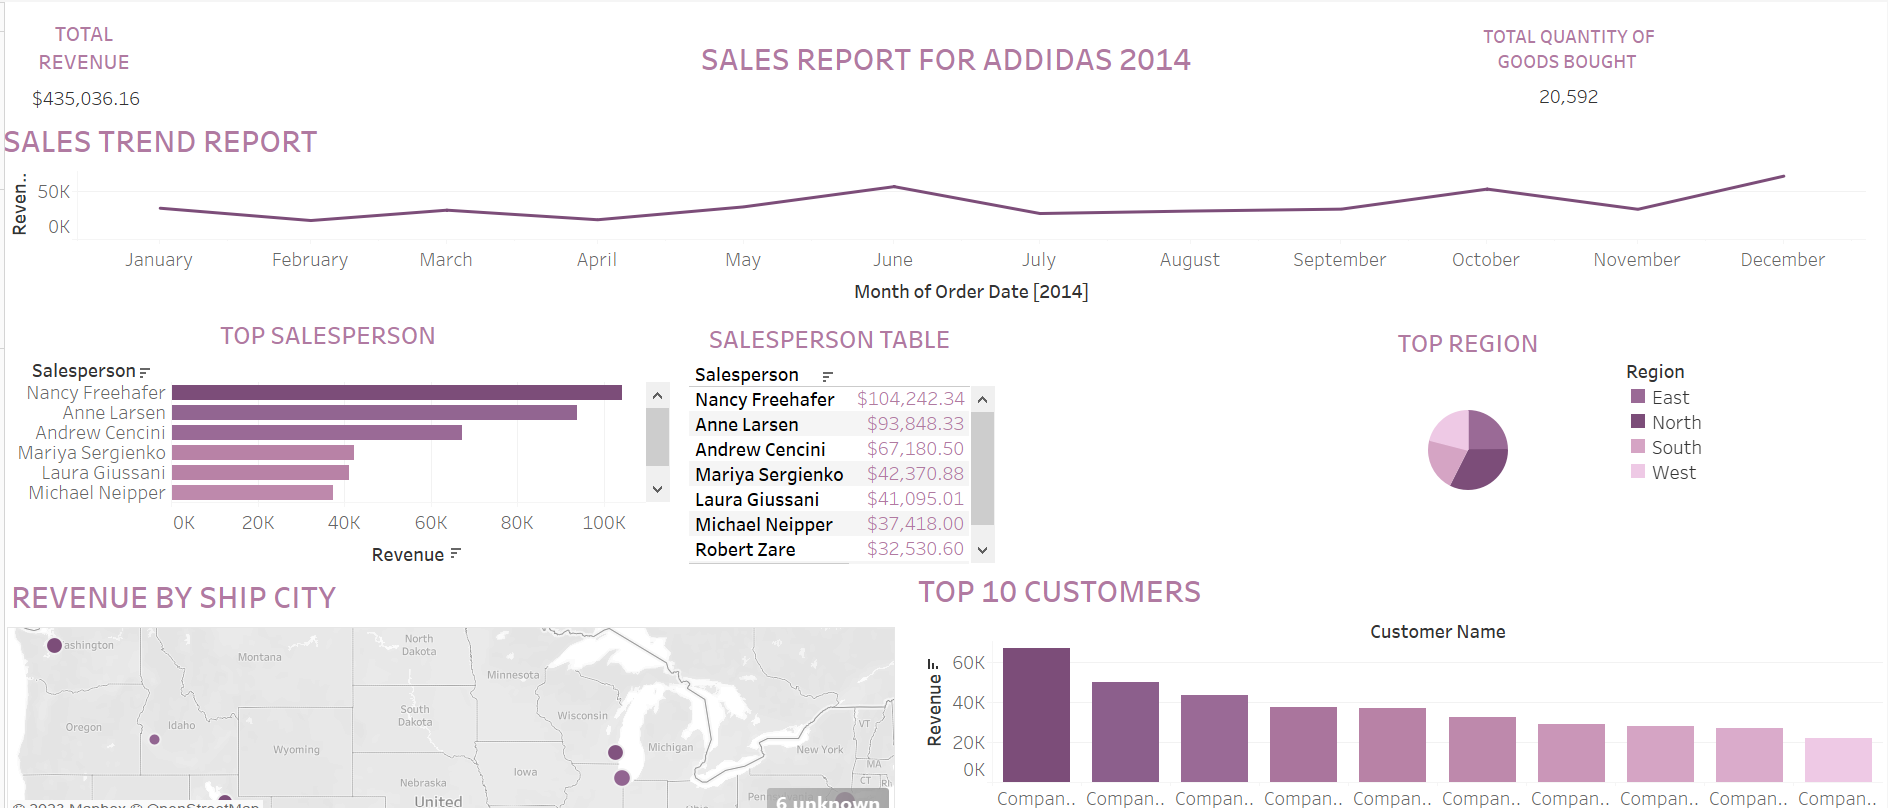 TOTAL
REVENUE
$435,036.16
SALES REPORT FOR ADDIDAS 2014
TOTAL QUANTITY OF
GOODS BOUGHT
20,592
SALES TREND REPORT
Reven..
50K
0K
January February March April May June July August September October November December
Month of Order Date [2014]
TOP SALESPERSON
Salesperson
Nancy Freehafer
Anne Larsen
Andrew Cencini
Mariya Sergienko
Laura Giussani
Michael Neipper
0K 20K 40K 60K 80K 100K
Revenue
SALESPERSON TABLE
Salesperson
Nancy Freehafer $104,242.34
Anne Larsen $93,848.33
Andrew Cencini $67,180.50
Mariya Sergienko $42,370.88
Laura Giussani $41,095.01
Michael Neipper $37,418.00
Robert Zare $32,530.60
TOP REGION
Region
East
North
South
West
REVENUE BY SHIP CITY
ashington
Montana
North
Dakota
Minnesota
Oregon
Idaho
South
Dakota
Wisconsin
Wyoming
Michigan
VT
New York
Iowa
MA
CT
Nebraska
United
6 unknown
TOP 10 CUSTOMERS
Customer Name
Revenue
60K
40K
20K
0K
Compan.. Compan.. Compan.. Compan.. Compan.. Compan.. Compan.. Compan.. Compan.. Compan..